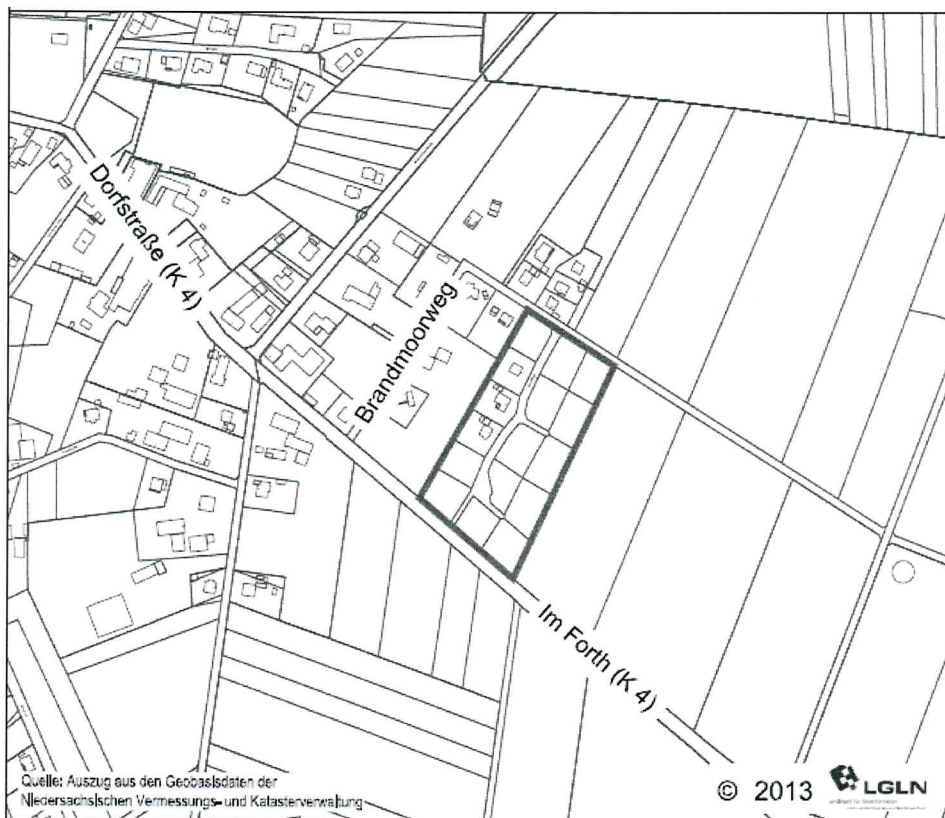 Dorfstraße (K 4)
Brandmoorweg
Im Forth (K 4)
Quelle: Auszug aus den Geobasisdaten der
Niedersächsischen Vermessungs- und Katasterverwaltung
© 2013
LGLN